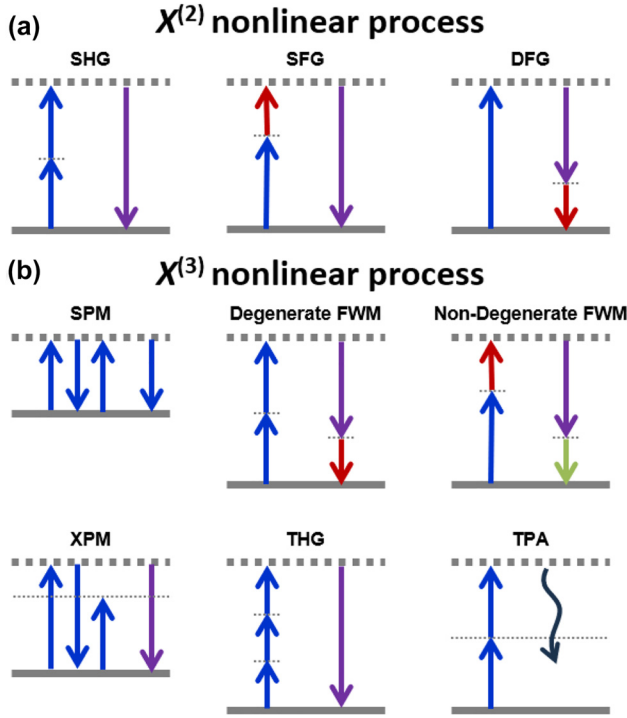 (a) X(2) nonlinear process
SHG SFG DFG
(b) X(3) nonlinear process
SPM Degenerate FWM Non-Degenerate FWM
XPM THG TPA